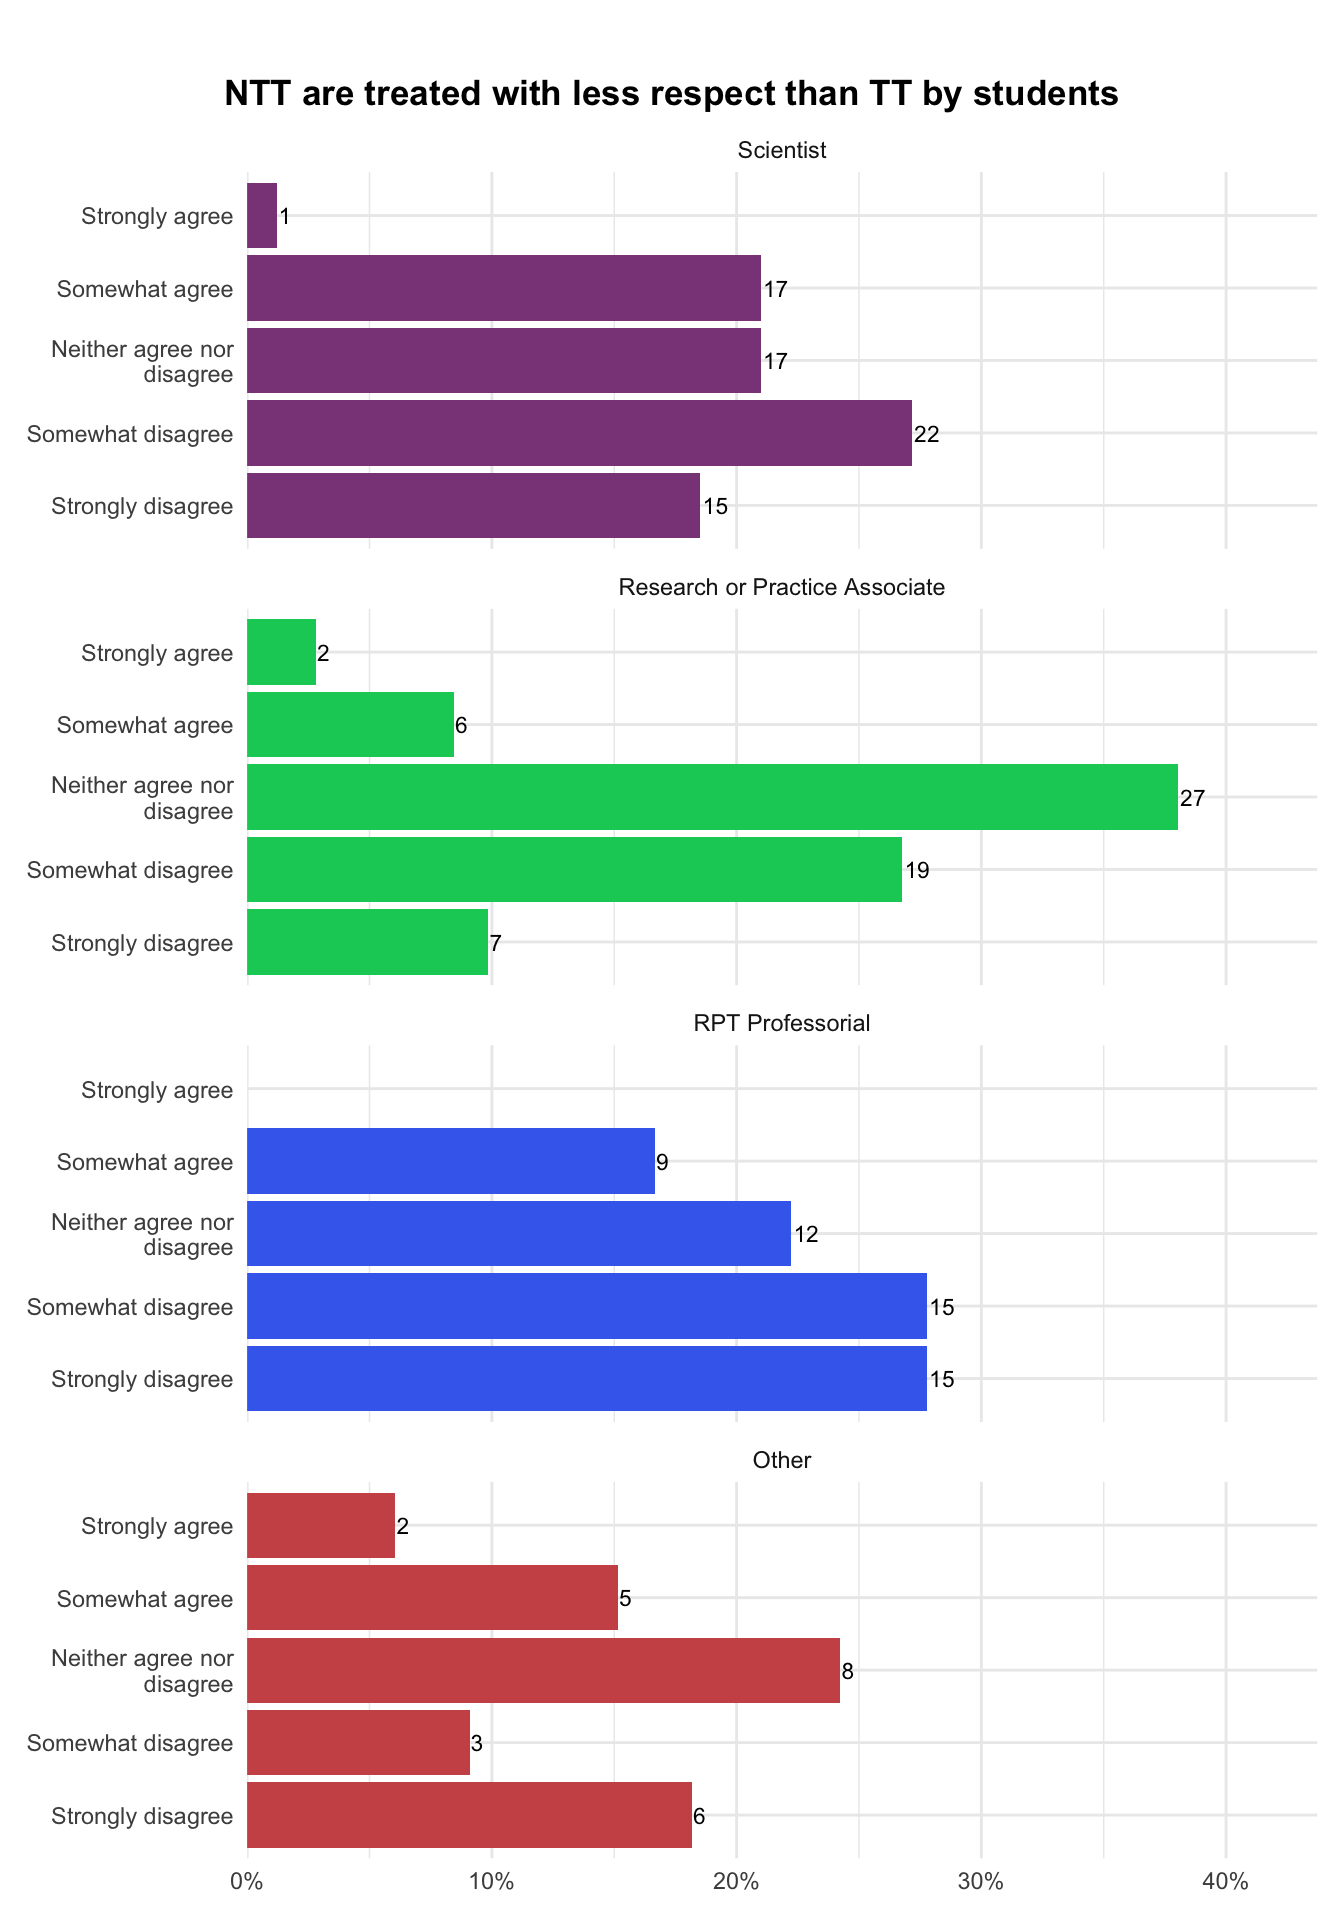 NTT are treated with less respect than TT by students
Scientist
Strongly agree
1
Somewhat agree
17
Neither agree nor
disagree
17
Somewhat disagree
22
Strongly disagree
15
Research or Practice Associate
Strongly agree
2
Somewhat agree
6
Neither agree nor
disagree
27
Somewhat disagree
19
Strongly disagree
7
RPT Professorial
Strongly agree
Somewhat agree
9
Neither agree nor
disagree
12
Somewhat disagree
15
Strongly disagree
15
Other
Strongly agree
2
Somewhat agree
5
Neither agree nor
disagree
8
Somewhat disagree
3
Strongly disagree
6
0% 10% 20% 30% 40%